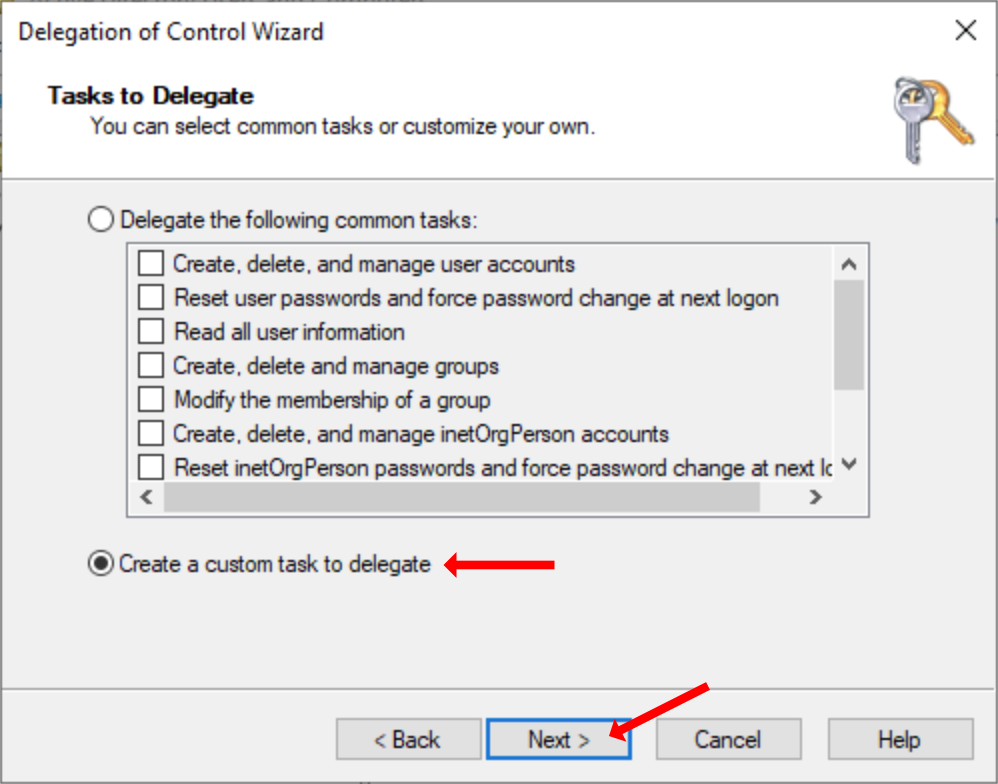 Delegation of Control Wizard
Tasks to Delegate
You can select common tasks or customize your own.
Delegate the following common tasks:
Create, delete, and manage user accounts
Reset user passwords and force password change at next logon
Read all user information
Create, delete and manage groups
Modify the membership of a group
Create, delete, and manage inetOrgPerson accounts
Reset inetOrgPerson passwords and force password change at next
Create a custom task to delegate
< Back
Next >
Cancel
Help